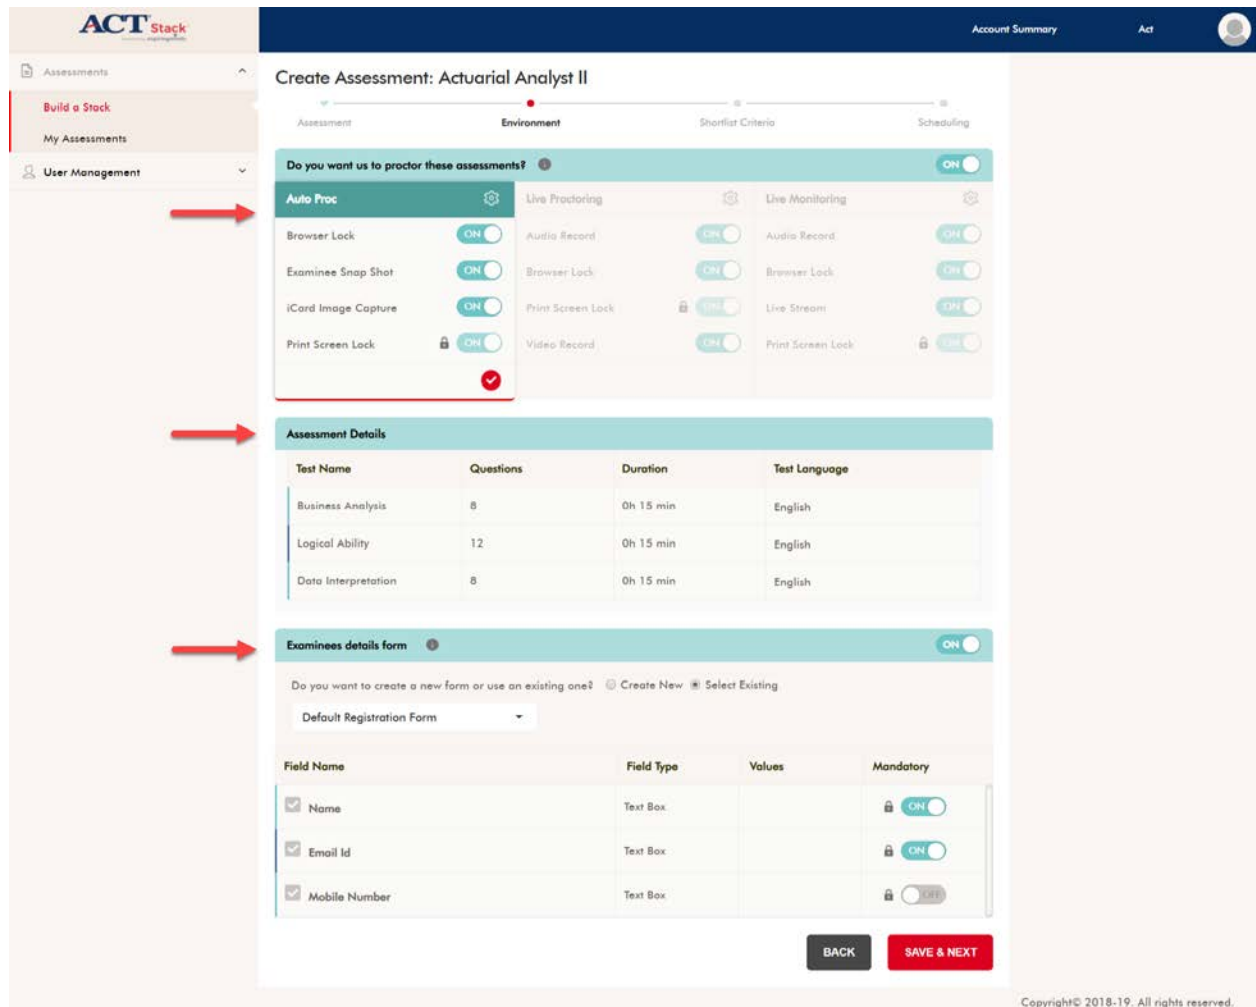 ACT Stack
Account Summary
Act
Assessments
Build a Stack
My Assessments
User Management
Create Assessment: Actuarial Analyst II
Assessment Environment Shortlist Criteria Scheduling
Do you want us to proctor these assessments? ON
Auto Proc Live Proctoring Live Monitoring
Browser Lock ON Audio Record ON Audio Record ON
Examinee Snap Shot ON Browser Lock ON Browser Lock ON
iCard Image Capture ON Print Screen Lock ON Live Stream ON
Print Screen Lock ON Video Record ON Print Screen Lock ON
Assessment Details
Test Name Questions Duration Test Language
Business Analysis 8 0h 15 min English
Logical Ability 12 0h 15 min English
Data Interpretation 8 0h 15 min English
Examinees details form ON
Do you want to create a new form or use an existing one? Create New Select Existing
Default Registration Form
Field Name Field Type Values Mandatory
Name Text Box ON
Email Id Text Box ON
Mobile Number Text Box OFF
BACK SAVE & NEXT
Copyright© 2018-19. All rights reserved.